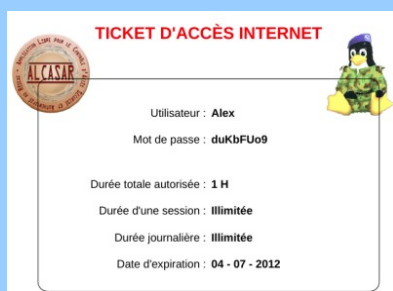 TICKET D'ACCÈS INTERNET
ALCASAR
Utilisateur : Alex
Mot de passe : duKbFUo9
Durée totale autorisée : 1 H
Durée d'une session : Illimitée
Durée journalière : Illimitée
Date d'expiration : 04 - 07 - 2012